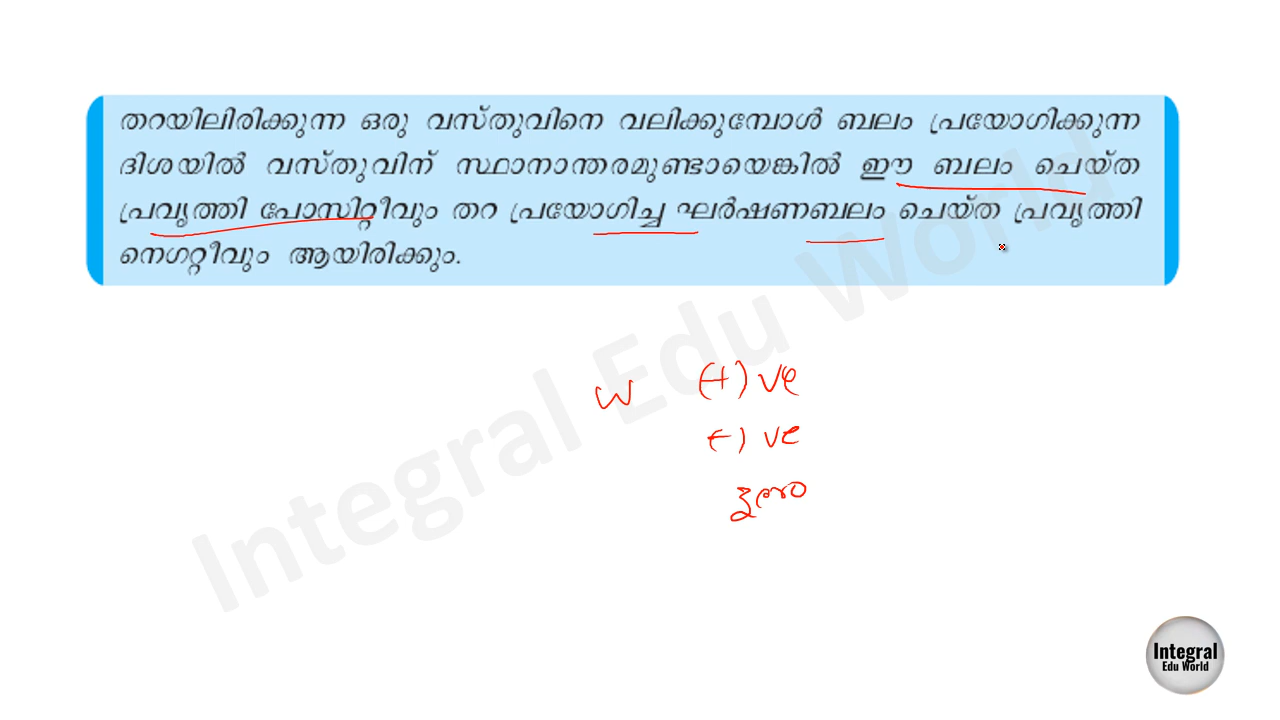 തറയിലിരിക്കുന്ന ഒരു വസ്തുവിനെ വലിക്കുമ്പോൾ ബലം പ്രയോഗിക്കുന്ന
ദിശയിൽ വസ്തുവിന് സ്ഥാനാന്തരമുണ്ടായെങ്കിൽ ഈ ബലം ചെയ്ത
പ്രവൃത്തി പോസിറ്റീവും തറ പ്രയോഗിച്ച ഘർഷണബലം ചെയ്ത പ്രവൃത്തി
നെഗറ്റീവും ആയിരിക്കും.
W (+)ve
(-)ve
Integral Edu World
Integral
Edu World